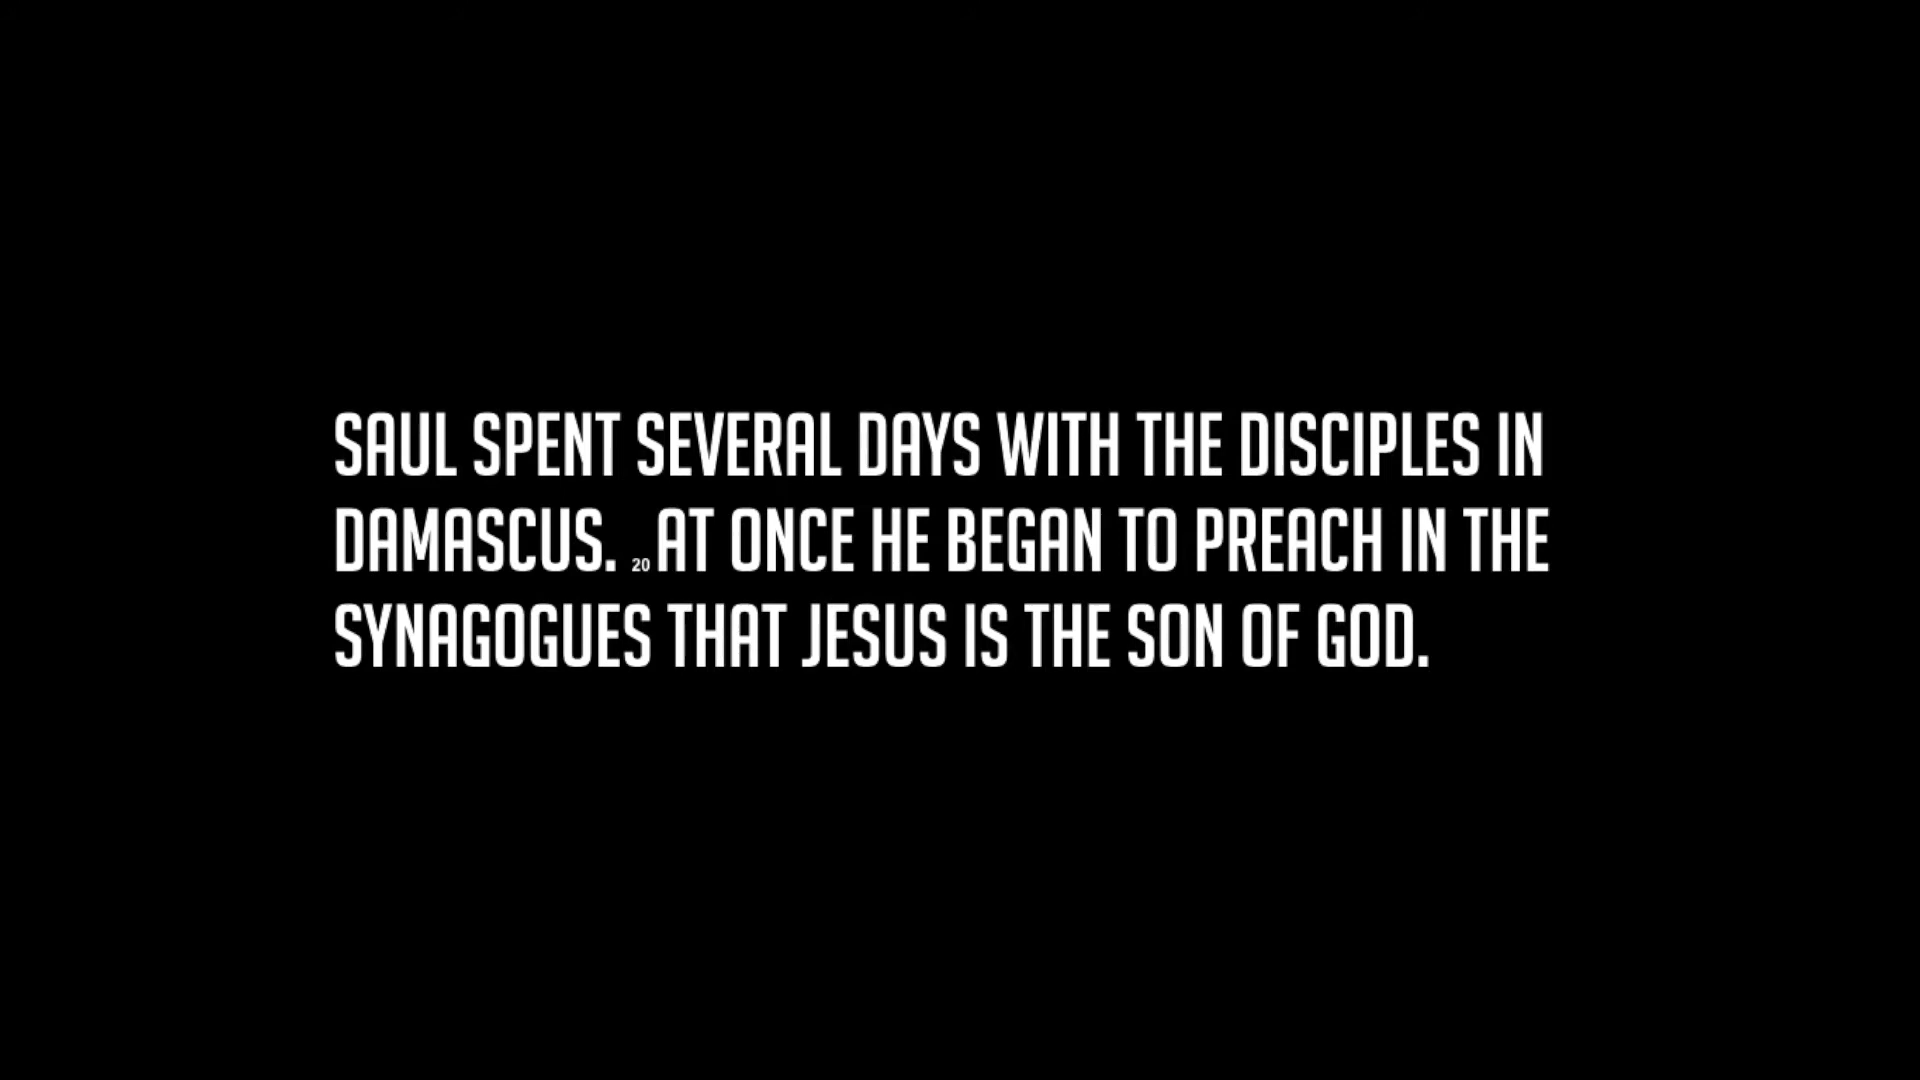 SAUL SPENT SEVERAL DAYS WITH THE DISCIPLES IN
DAMASCUS. 20 AT ONCE HE BEGAN TO PREACH IN THE
SYNAGOGUES THAT JESUS IS THE SON OF GOD.